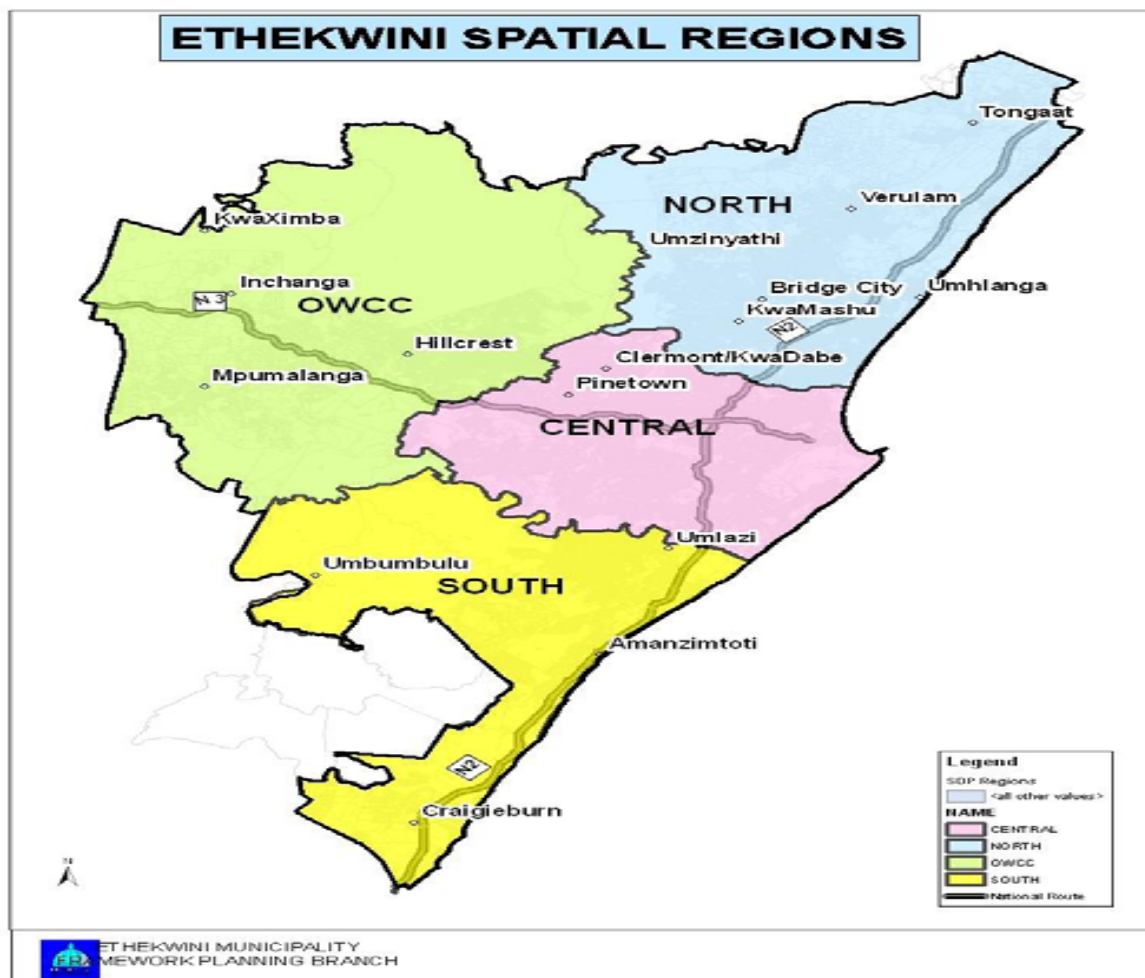 ETHEKWINI SPATIAL REGIONS
Tongaat
NORTH
Verulam
KwaXimba
Umzinyathi
Inchanga
Bridge City
Umhlanga
N3
OWCC
KwaMashu
N2
Hillcrest
Clermont/KwaDabe
Mpumalanga
Pinetown
CENTRAL
Umlazi
Umbumbulu
SOUTH
Amanzimtoti
N2
Craigieburn
Legend
SDP Regions
<all other values>
NAME
CENTRAL
NORTH
OWCC
SOUTH
National Route
N
ETHEKWINI MUNICIPALITY
FRAMEWORK PLANNING BRANCH